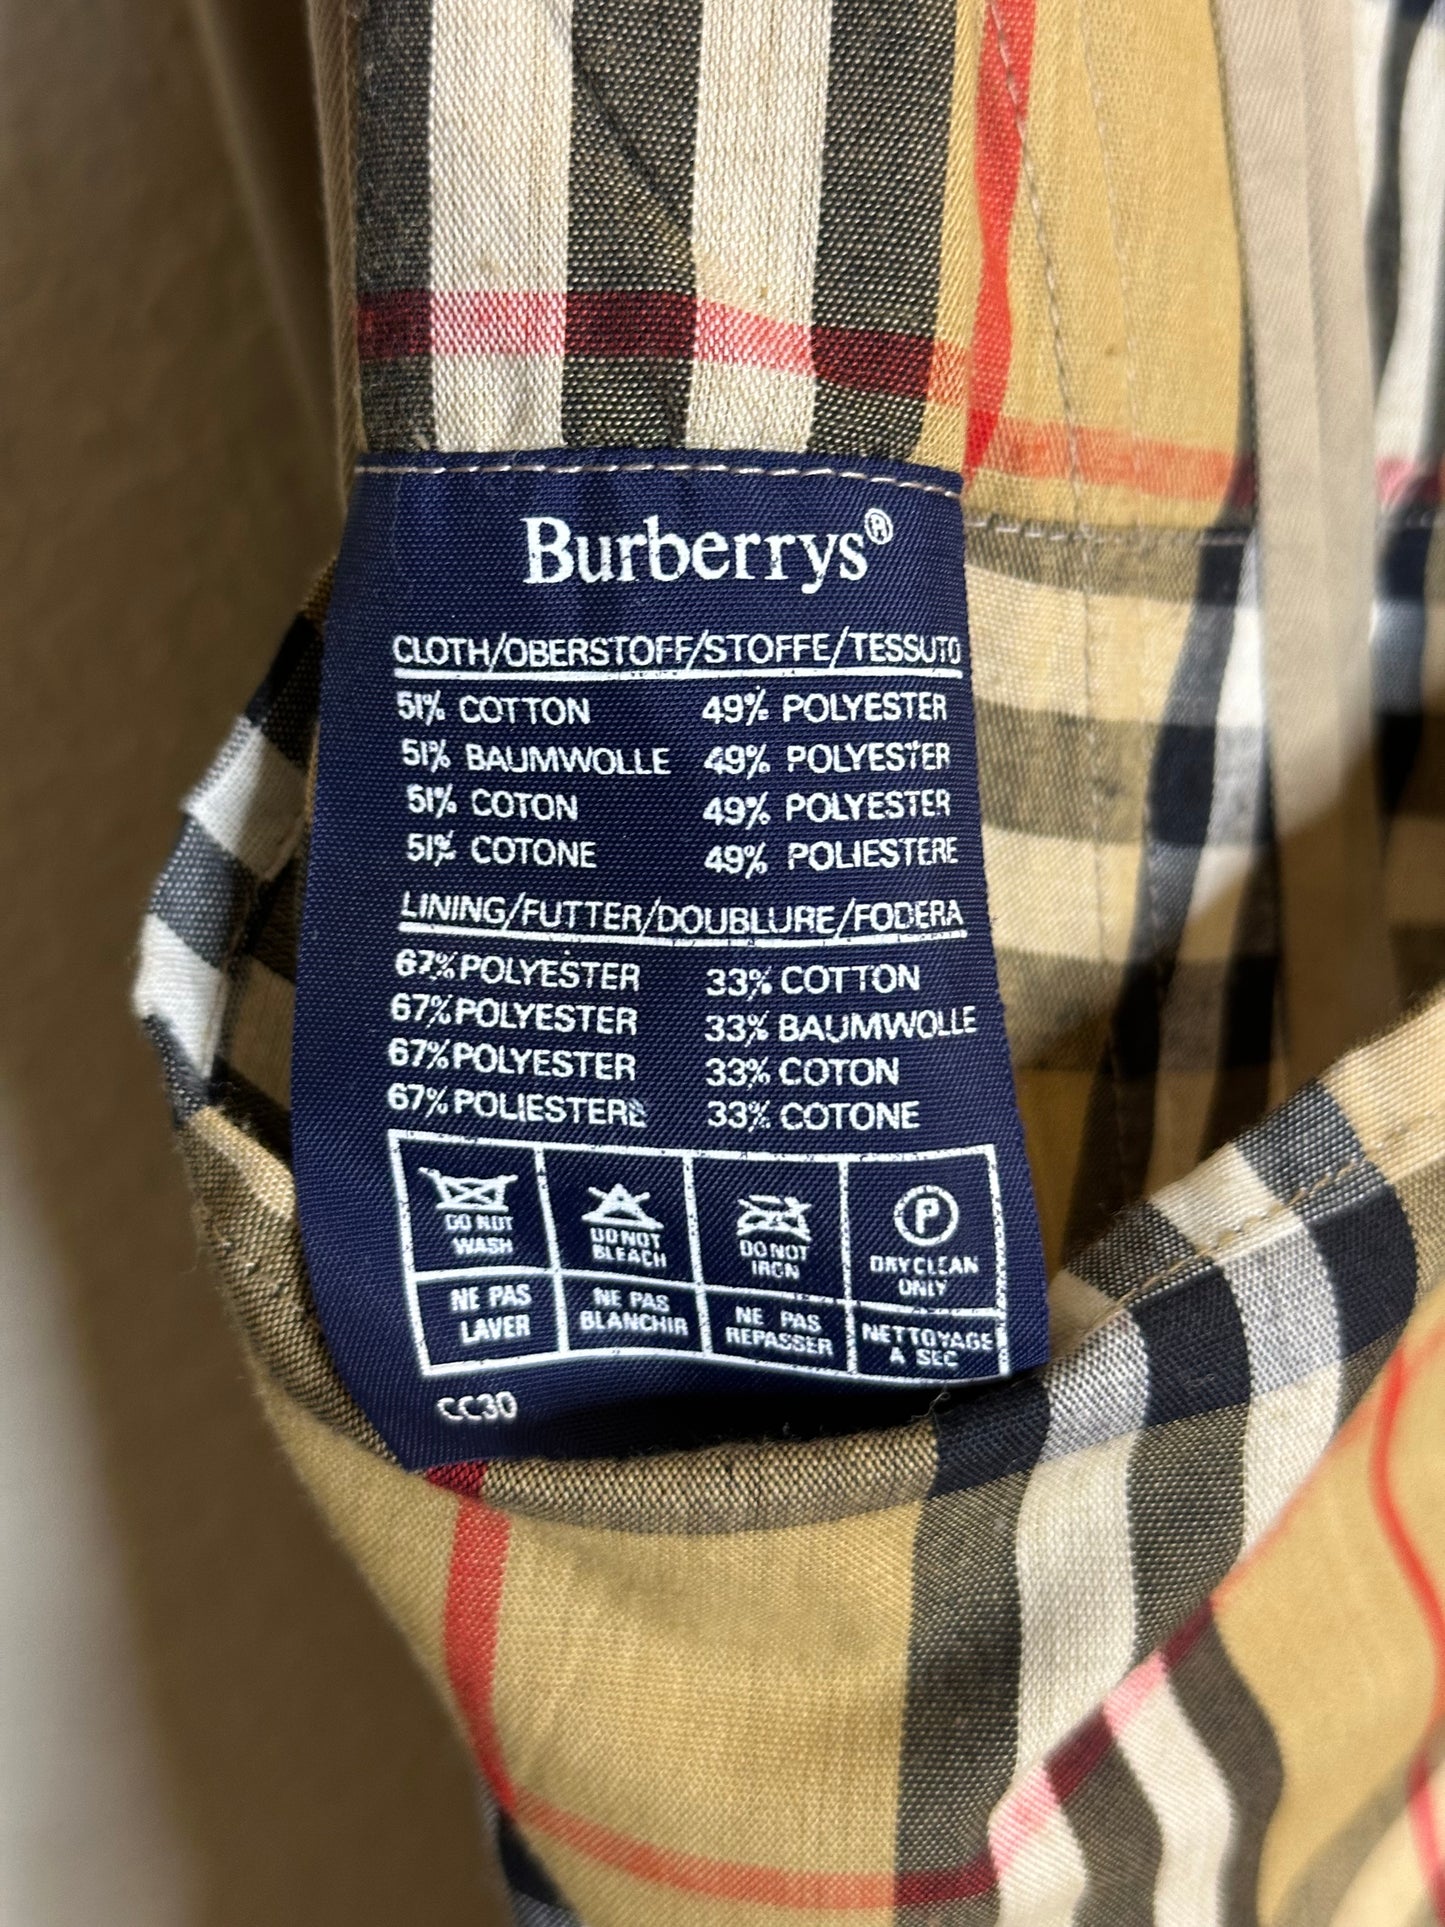 Burberrys®
CLOTH/OBERSTOFF/STOFFE/TESSUTO
51% COTTON 49% POLYESTER
51% BAUMWOLLE 49% POLYESTER
51% COTON 49% POLYESTER
51% COTONE 49% POLIESTERE
LINING/FUTTER/DOUBLURE/FODERA
67% POLYESTER 33% COTTON
67% POLYESTER 33% BAUMWOLLE
67% POLYESTER 33% COTON
67% POLIESTERE 33% COTONE
DO NOT WASH
DO NOT BLEACH
DO NOT IRON
P
DRYCLEAN ONLY
NE PAS LAVER
NE PAS BLANCHIR
NE PAS REPASSER
NETTOYAGE A SEC
CC30